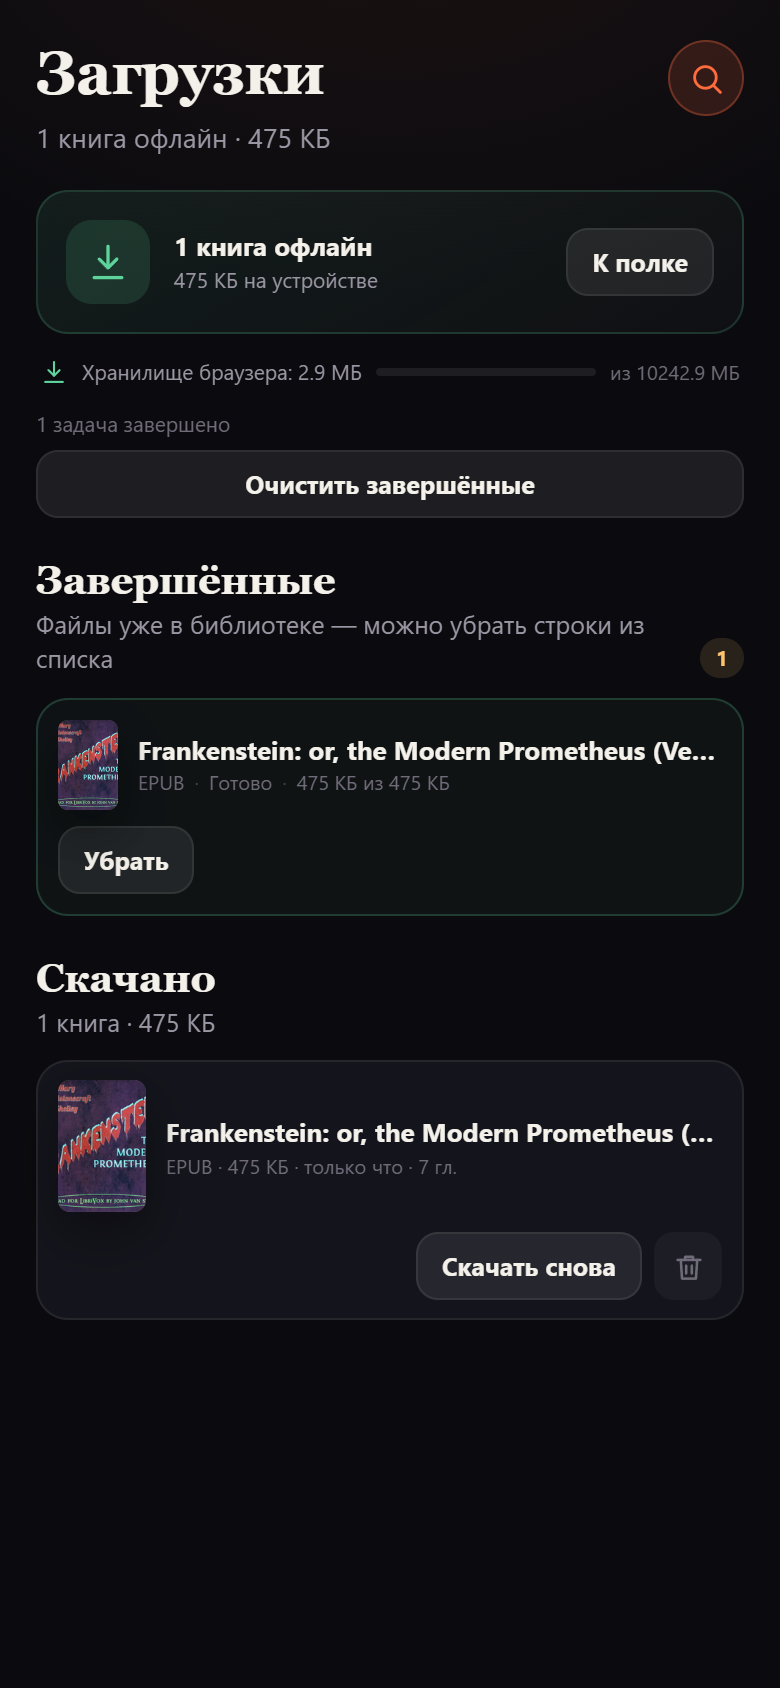 Загрузки
1 книга офлайн · 475 КБ
1 книга офлайн
475 КБ на устройстве
К полке
Хранилище браузера: 2.9 МБ
из 10242.9 МБ
1 задача завершено
Очистить завершённые
Завершённые
Файлы уже в библиотеке — можно убрать строки из
списка
1
Frankenstein: or, the Modern Prometheus (Ve...
EPUB · Готово · 475 КБ из 475 КБ
Убрать
Скачано
1 книга · 475 КБ
Frankenstein: or, the Modern Prometheus (...
EPUB · 475 КБ · только что · 7 гл.
Скачать снова